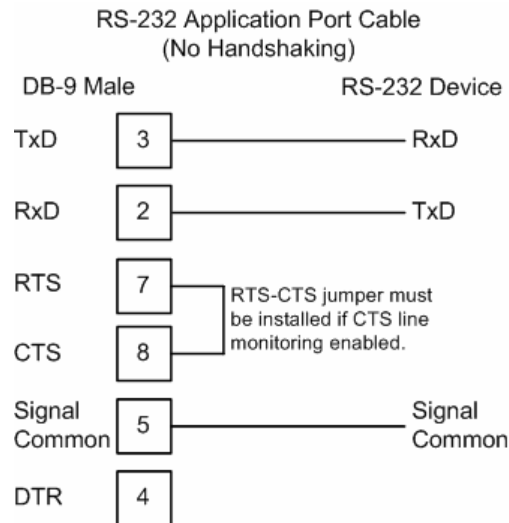 RS-232 Application Port Cable
(No Handshaking)
DB-9 Male RS-232 Device
TxD 3 RxD
RxD 2 TxD
RTS 7
RTS-CTS jumper must
be installed if CTS line
monitoring enabled.
CTS 8
Signal
Common 5 Signal
Common
DTR 4